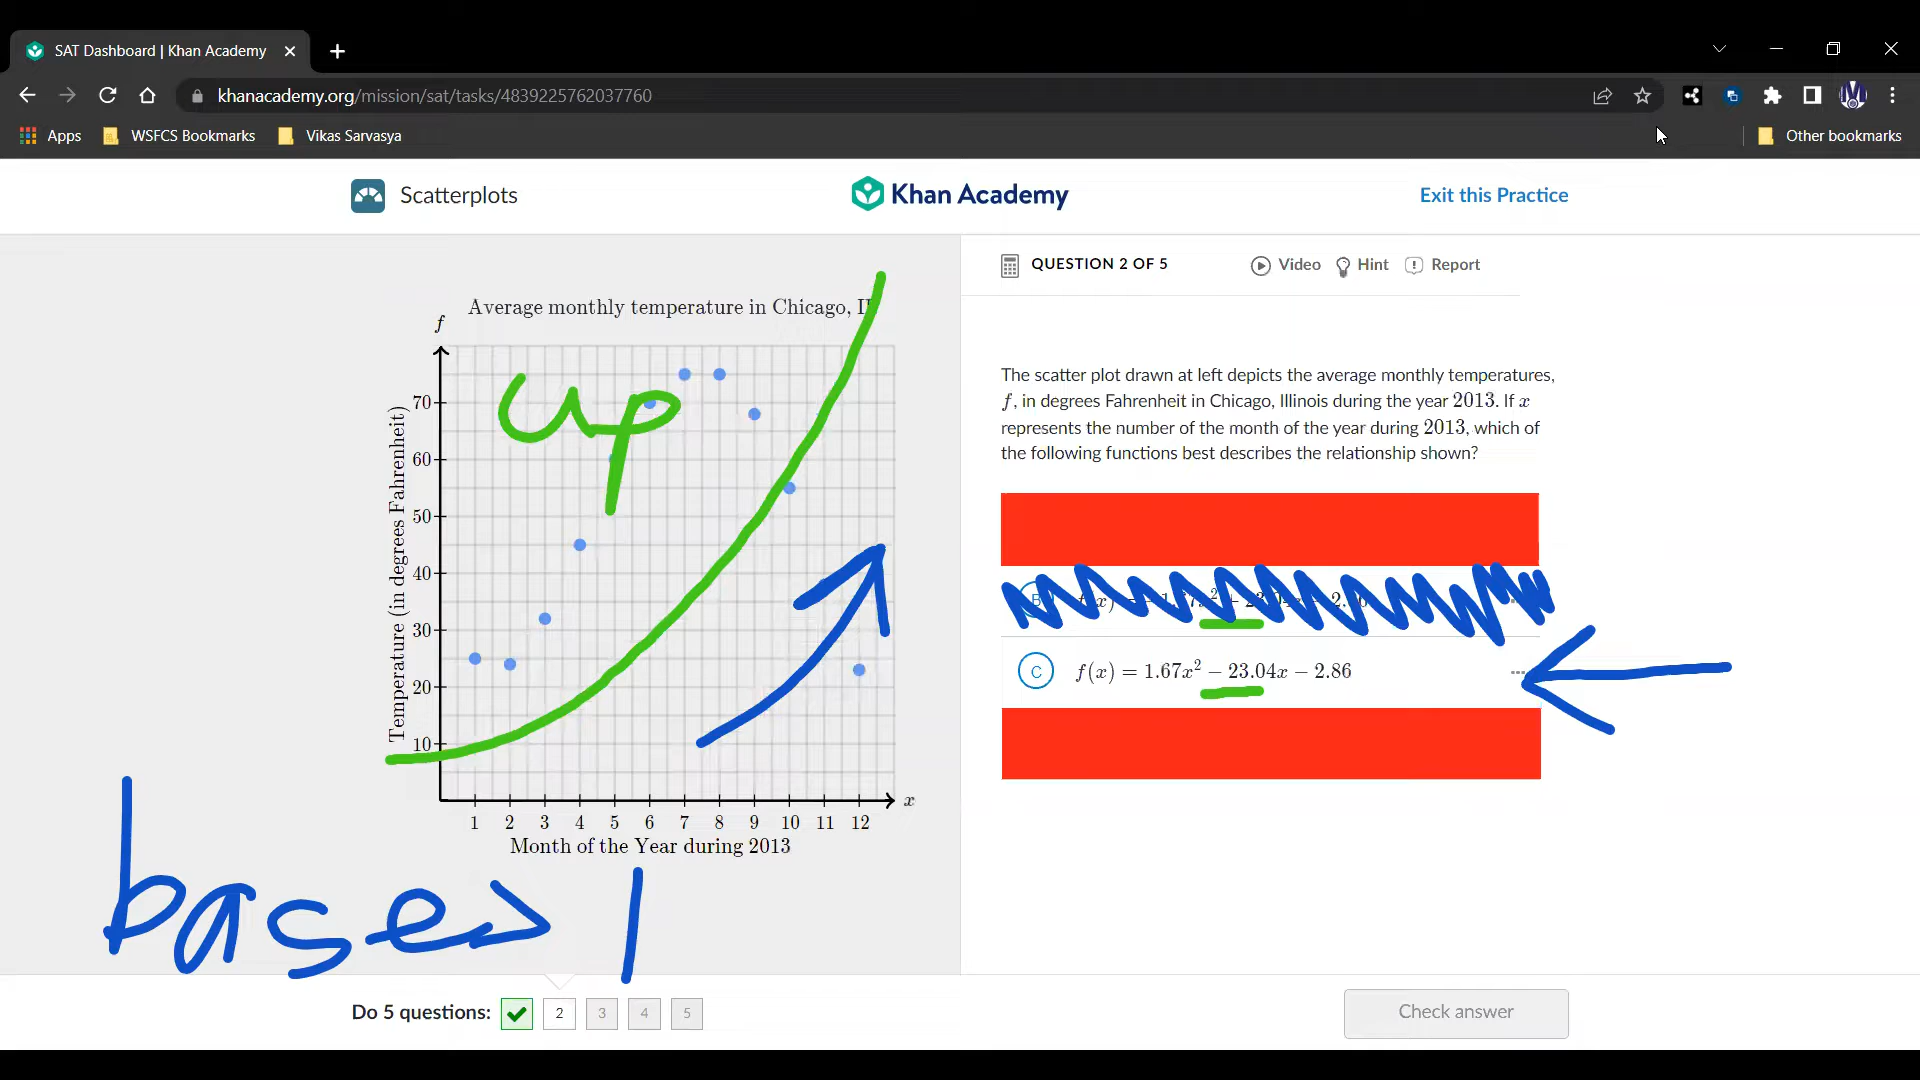 SAT Dashboard | Khan Academy
khanacademy.org/mission/sat/tasks/4839225762037760
Apps
WSFCS Bookmarks
Vikas Sarvasya
Other bookmarks
Scatterplots
Khan Academy
Exit this Practice
Average monthly temperature in Chicago,
f
Temperature (in degrees Fahrenheit)
70
60
50
40
30
20
10
1 2 3 4 5 6 7 8 9 10 11 12
x
Month of the Year during 2013
up
base > 1
QUESTION 2 OF 5
Video
Hint
Report
The scatter plot drawn at left depicts the average monthly temperatures,
f, in degrees Fahrenheit in Chicago, Illinois during the year 2013. If x
represents the number of the month of the year during 2013, which of
the following functions best describes the relationship shown?
B
C f(x) = 1.67x² − 23.04x − 2.86
Do 5 questions:
2 3 4 5
Check answer